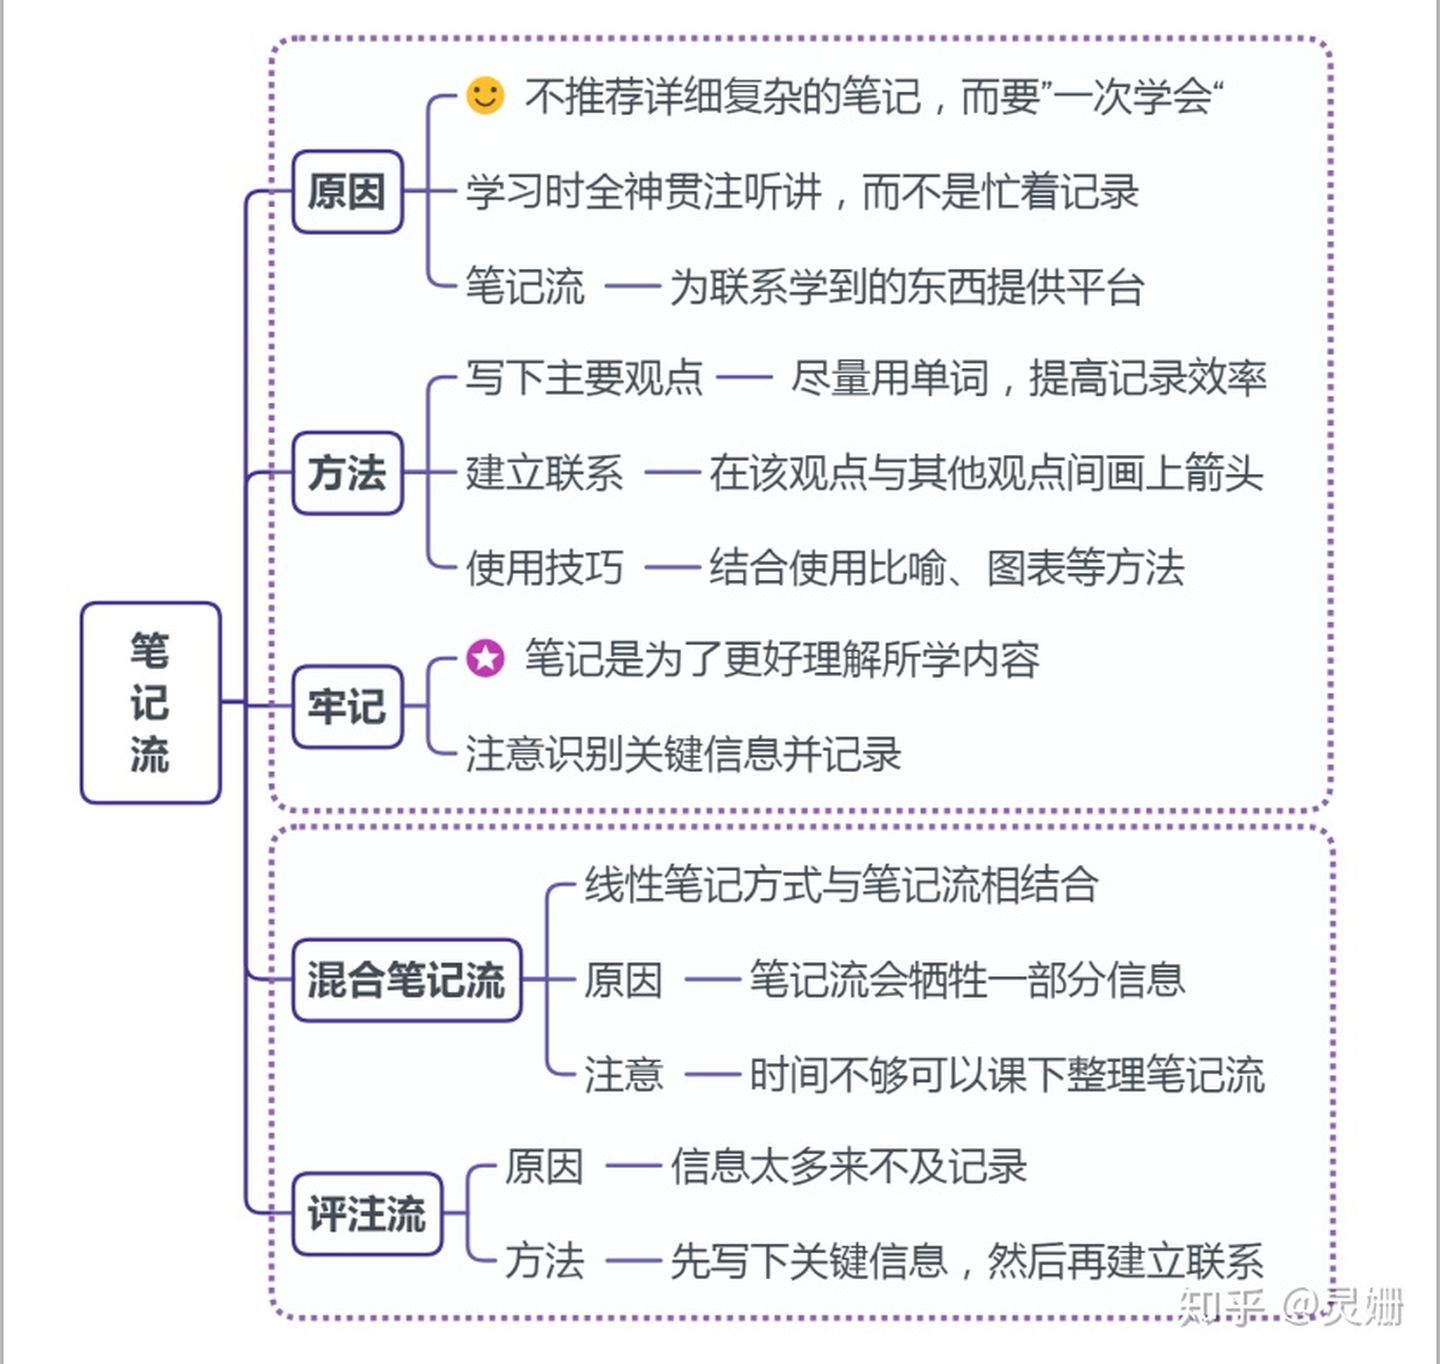 笔
记
流
原因
不推荐详细复杂的笔记，而要”一次学会“
学习时全神贯注听讲，而不是忙着记录
笔记流
为联系学到的东西提供平台
方法
写下主要观点
尽量用单词，提高记录效率
建立联系
在该观点与其他观点间画上箭头
使用技巧
结合使用比喻、图表等方法
牢记
笔记是为了更好理解所学内容
注意识别关键信息并记录
混合笔记流
线性笔记方式与笔记流相结合
原因
笔记流会牺牲一部分信息
注意
时间不够可以课下整理笔记流
评注流
原因
信息太多来不及记录
方法
先写下关键信息，然后再建立联系
知乎 @灵姗